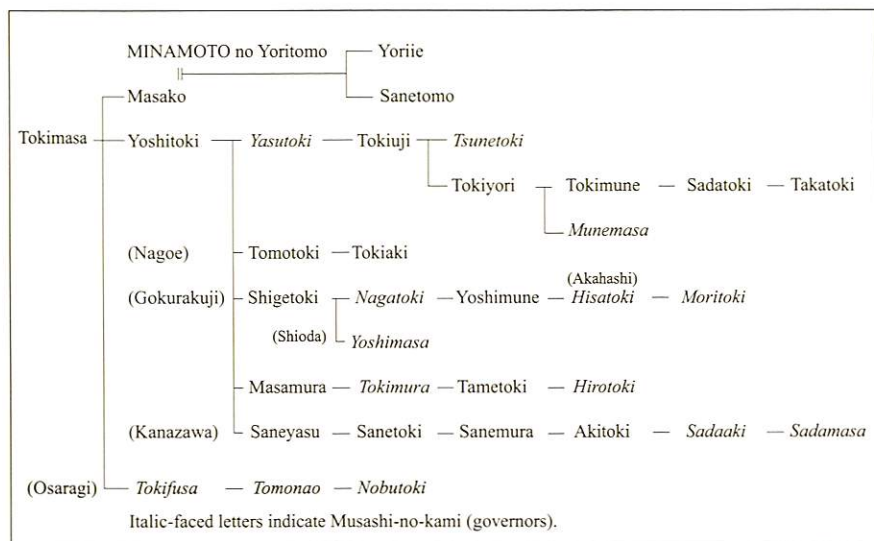 MINAMOTO no Yoritomo Yoriie
Masako Sanetomo
Tokimasa Yoshitoki Yasutoki Tokiuji Tsunetoki
Tokiyori Tokimune Sadatoki Takatoki
Munemasa
(Nagoe) Tomotoki Tokiaki
(Akahashi)
(Gokurakuji) Shigetoki Nagatoki Yoshimune Hisatoki Moritoki
(Shioda) Yoshimasa
Masamura Tokimura Tametoki Hirotoki
(Kanazawa) Saneyasu Sanetoki Sanemura Akitoki Sadaaki Sadamasa
(Osaragi) Tokifusa Tomonao Nobutoki
Italic-faced letters indicate Musashi-no-kami (governors).